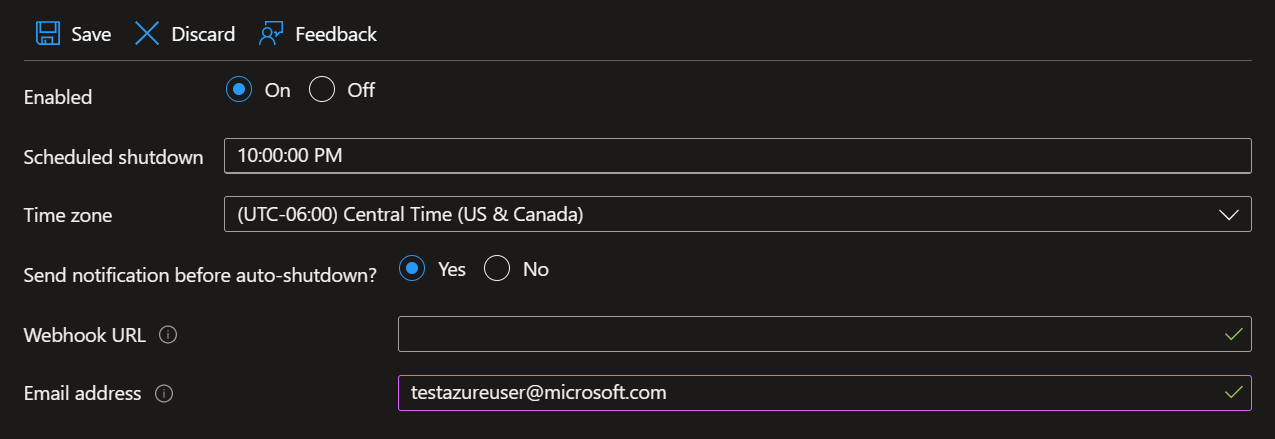 Save Discard Feedback
Enabled On Off
Scheduled shutdown 10:00:00 PM
Time zone (UTC-06:00) Central Time (US & Canada)
Send notification before auto-shutdown? Yes No
Webhook URL
Email address testazureuser@microsoft.com